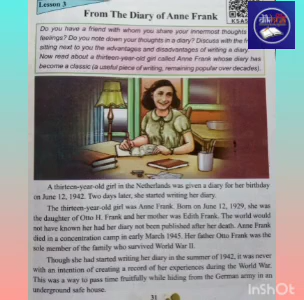 Lesson 3
From The Diary of Anne Frank
KSA5
Do you have a friend with whom you share your innermost thoughts
feelings? Do you note down your thoughts in a diary? Discuss with the fr
sitting next to you the advantages and disadvantages of writing a diary.
Now read about a thirteen-year-old girl called Anne Frank whose diary has
become a classic (a useful piece of writing, remaining popular over decades).
A thirteen-year-old girl in the Netherlands was given a diary for her birthday
on June 12, 1942. Two days later, she started writing her diary.
The thirteen-year-old girl was Anne Frank. Born on June 12, 1929, she was
the daughter of Otto H. Frank and her mother was Edith Frank. The world would
not have known her had her diary not been published after her death. Anne Frank
died in a concentration camp in early March 1945. Her father Otto Frank was the
sole member of the family who survived World War II.
Though she had started writing her diary in the summer of 1942, it was never
with an intention of creating a record of her experiences during the World War.
This was a way to pass time fruitfully while hiding from the German army in an
underground safe house.
31
InShOt